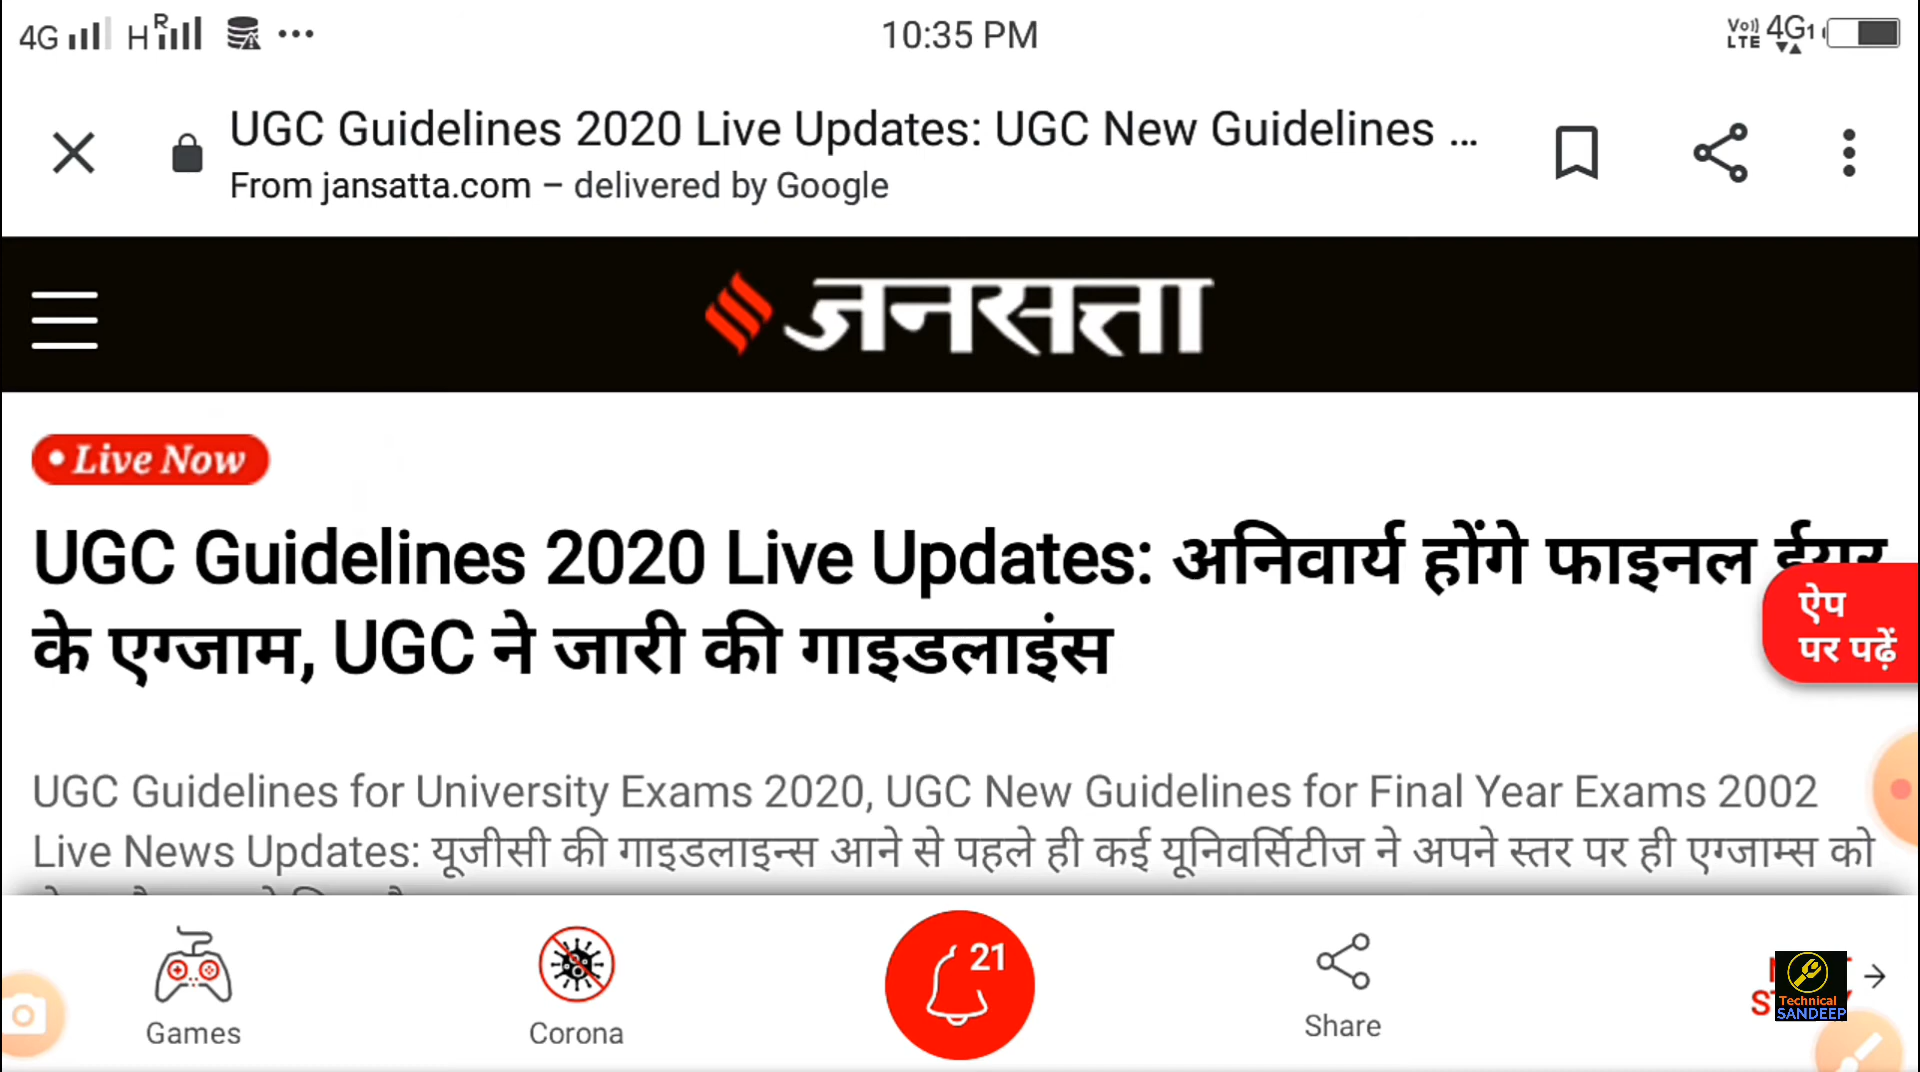 4G H R 10:35 PM Vo)) LTE 4G1
UGC Guidelines 2020 Live Updates: UGC New Guidelines ...
From jansatta.com – delivered by Google
जनसत्ता
• Live Now
UGC Guidelines 2020 Live Updates: अनिवार्य होंगे फाइनल ईयर
के एग्जाम, UGC ने जारी की गाइडलाइंस
ऐप
पर पढ़ें
UGC Guidelines for University Exams 2020, UGC New Guidelines for Final Year Exams 2002
Live News Updates: यूजीसी की गाइडलाइन्स आने से पहले ही कई यूनिवर्सिटीज ने अपने स्तर पर ही एग्जाम्स को
21
Games Corona Share
Technical
SANDEEP